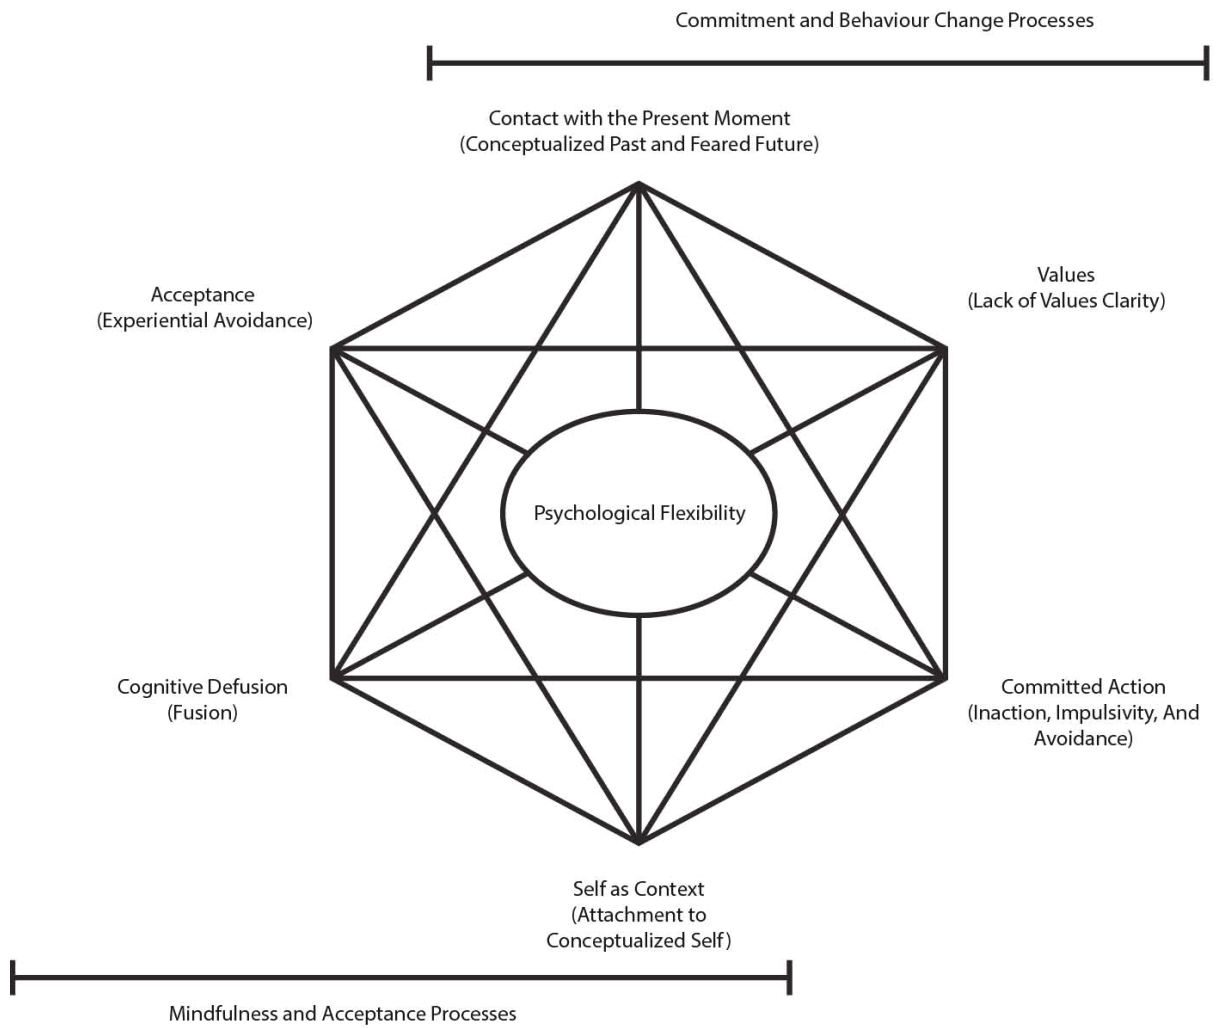 Commitment and Behaviour Change Processes
Contact with the Present Moment
(Conceptualized Past and Feared Future)
Values
(Lack of Values Clarity)
Acceptance
(Experiential Avoidance)
Psychological Flexibility
Cognitive Defusion
(Fusion)
Committed Action
(Inaction, Impulsivity, And
Avoidance)
Self as Context
(Attachment to
Conceptualized Self)
Mindfulness and Acceptance Processes